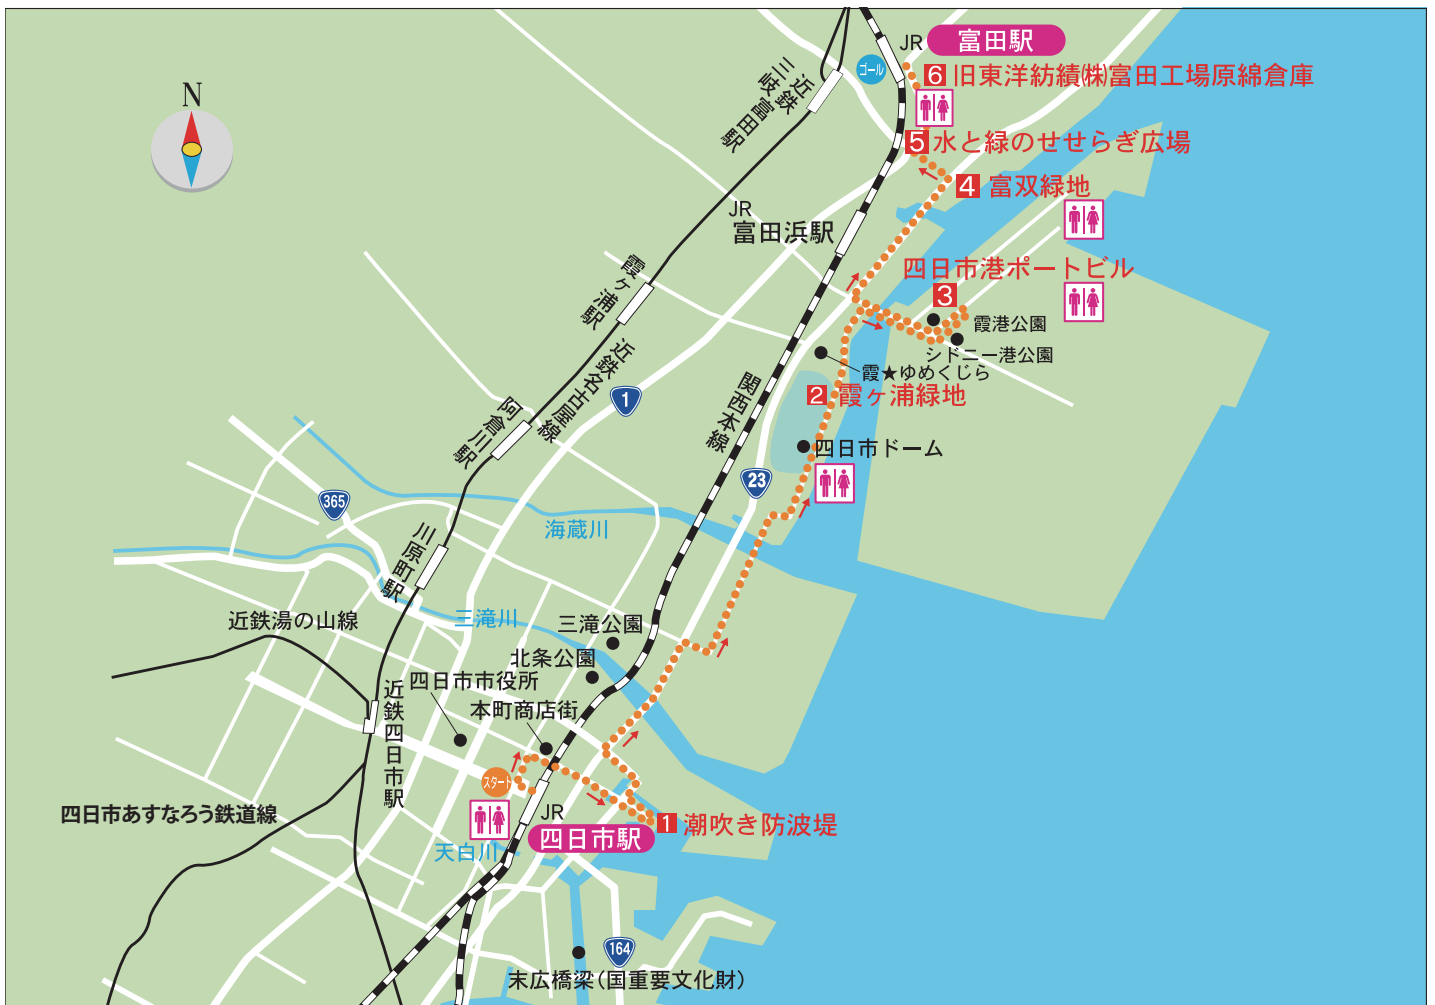 N
JR
富田駅
ゴール
6 旧東洋紡績㈱富田工場原綿倉庫
近鉄
三岐富田駅
5 水と緑のせせらぎ広場
4 富双緑地
JR
富田浜駅
四日市港ポートビル
3
霞ヶ浦駅
霞港公園
シドニー港公園
霞★ゆめくじら
2 霞ヶ浦緑地
近鉄名古屋線
関西本線
1
阿倉川駅
四日市ドーム
23
365
海蔵川
川原町駅
三滝川
近鉄湯の山線
三滝公園
北条公園
四日市市役所
本町商店街
近鉄四日市駅
スタート
四日市あすなろう鉄道線
JR
四日市駅
1 潮吹き防波堤
天白川
164
末広橋梁(国重要文化財)